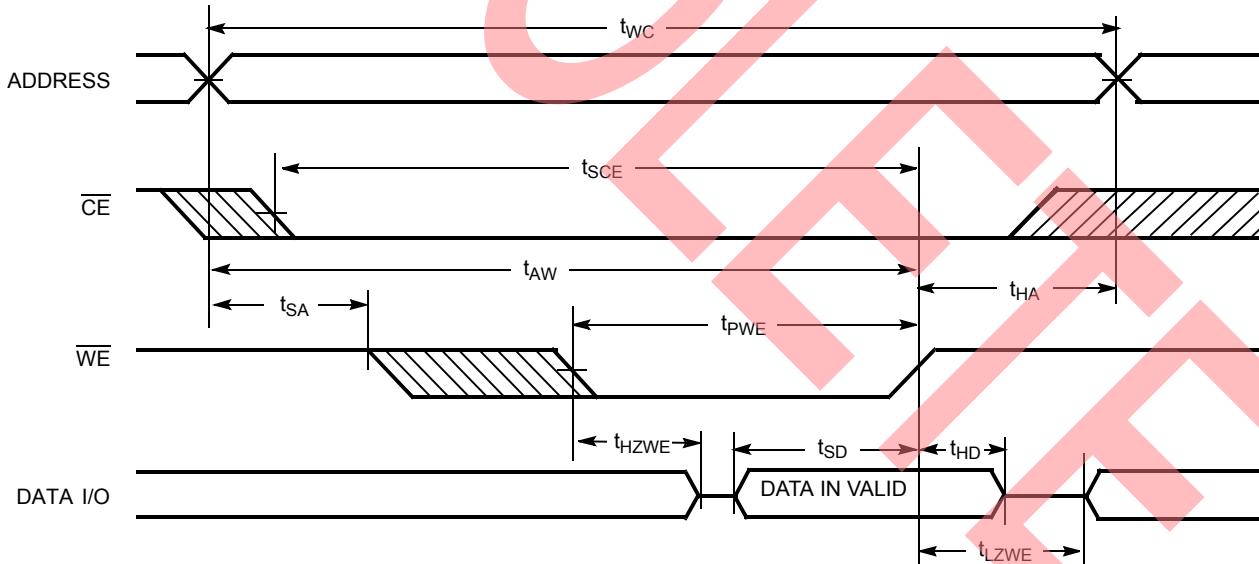 tWC
ADDRESS
tSCE
CE
tAW
tHA
tSA
tPWE
WE
tHZWE
tSD
tHD
DATA I/O
DATA IN VALID
tLZWE